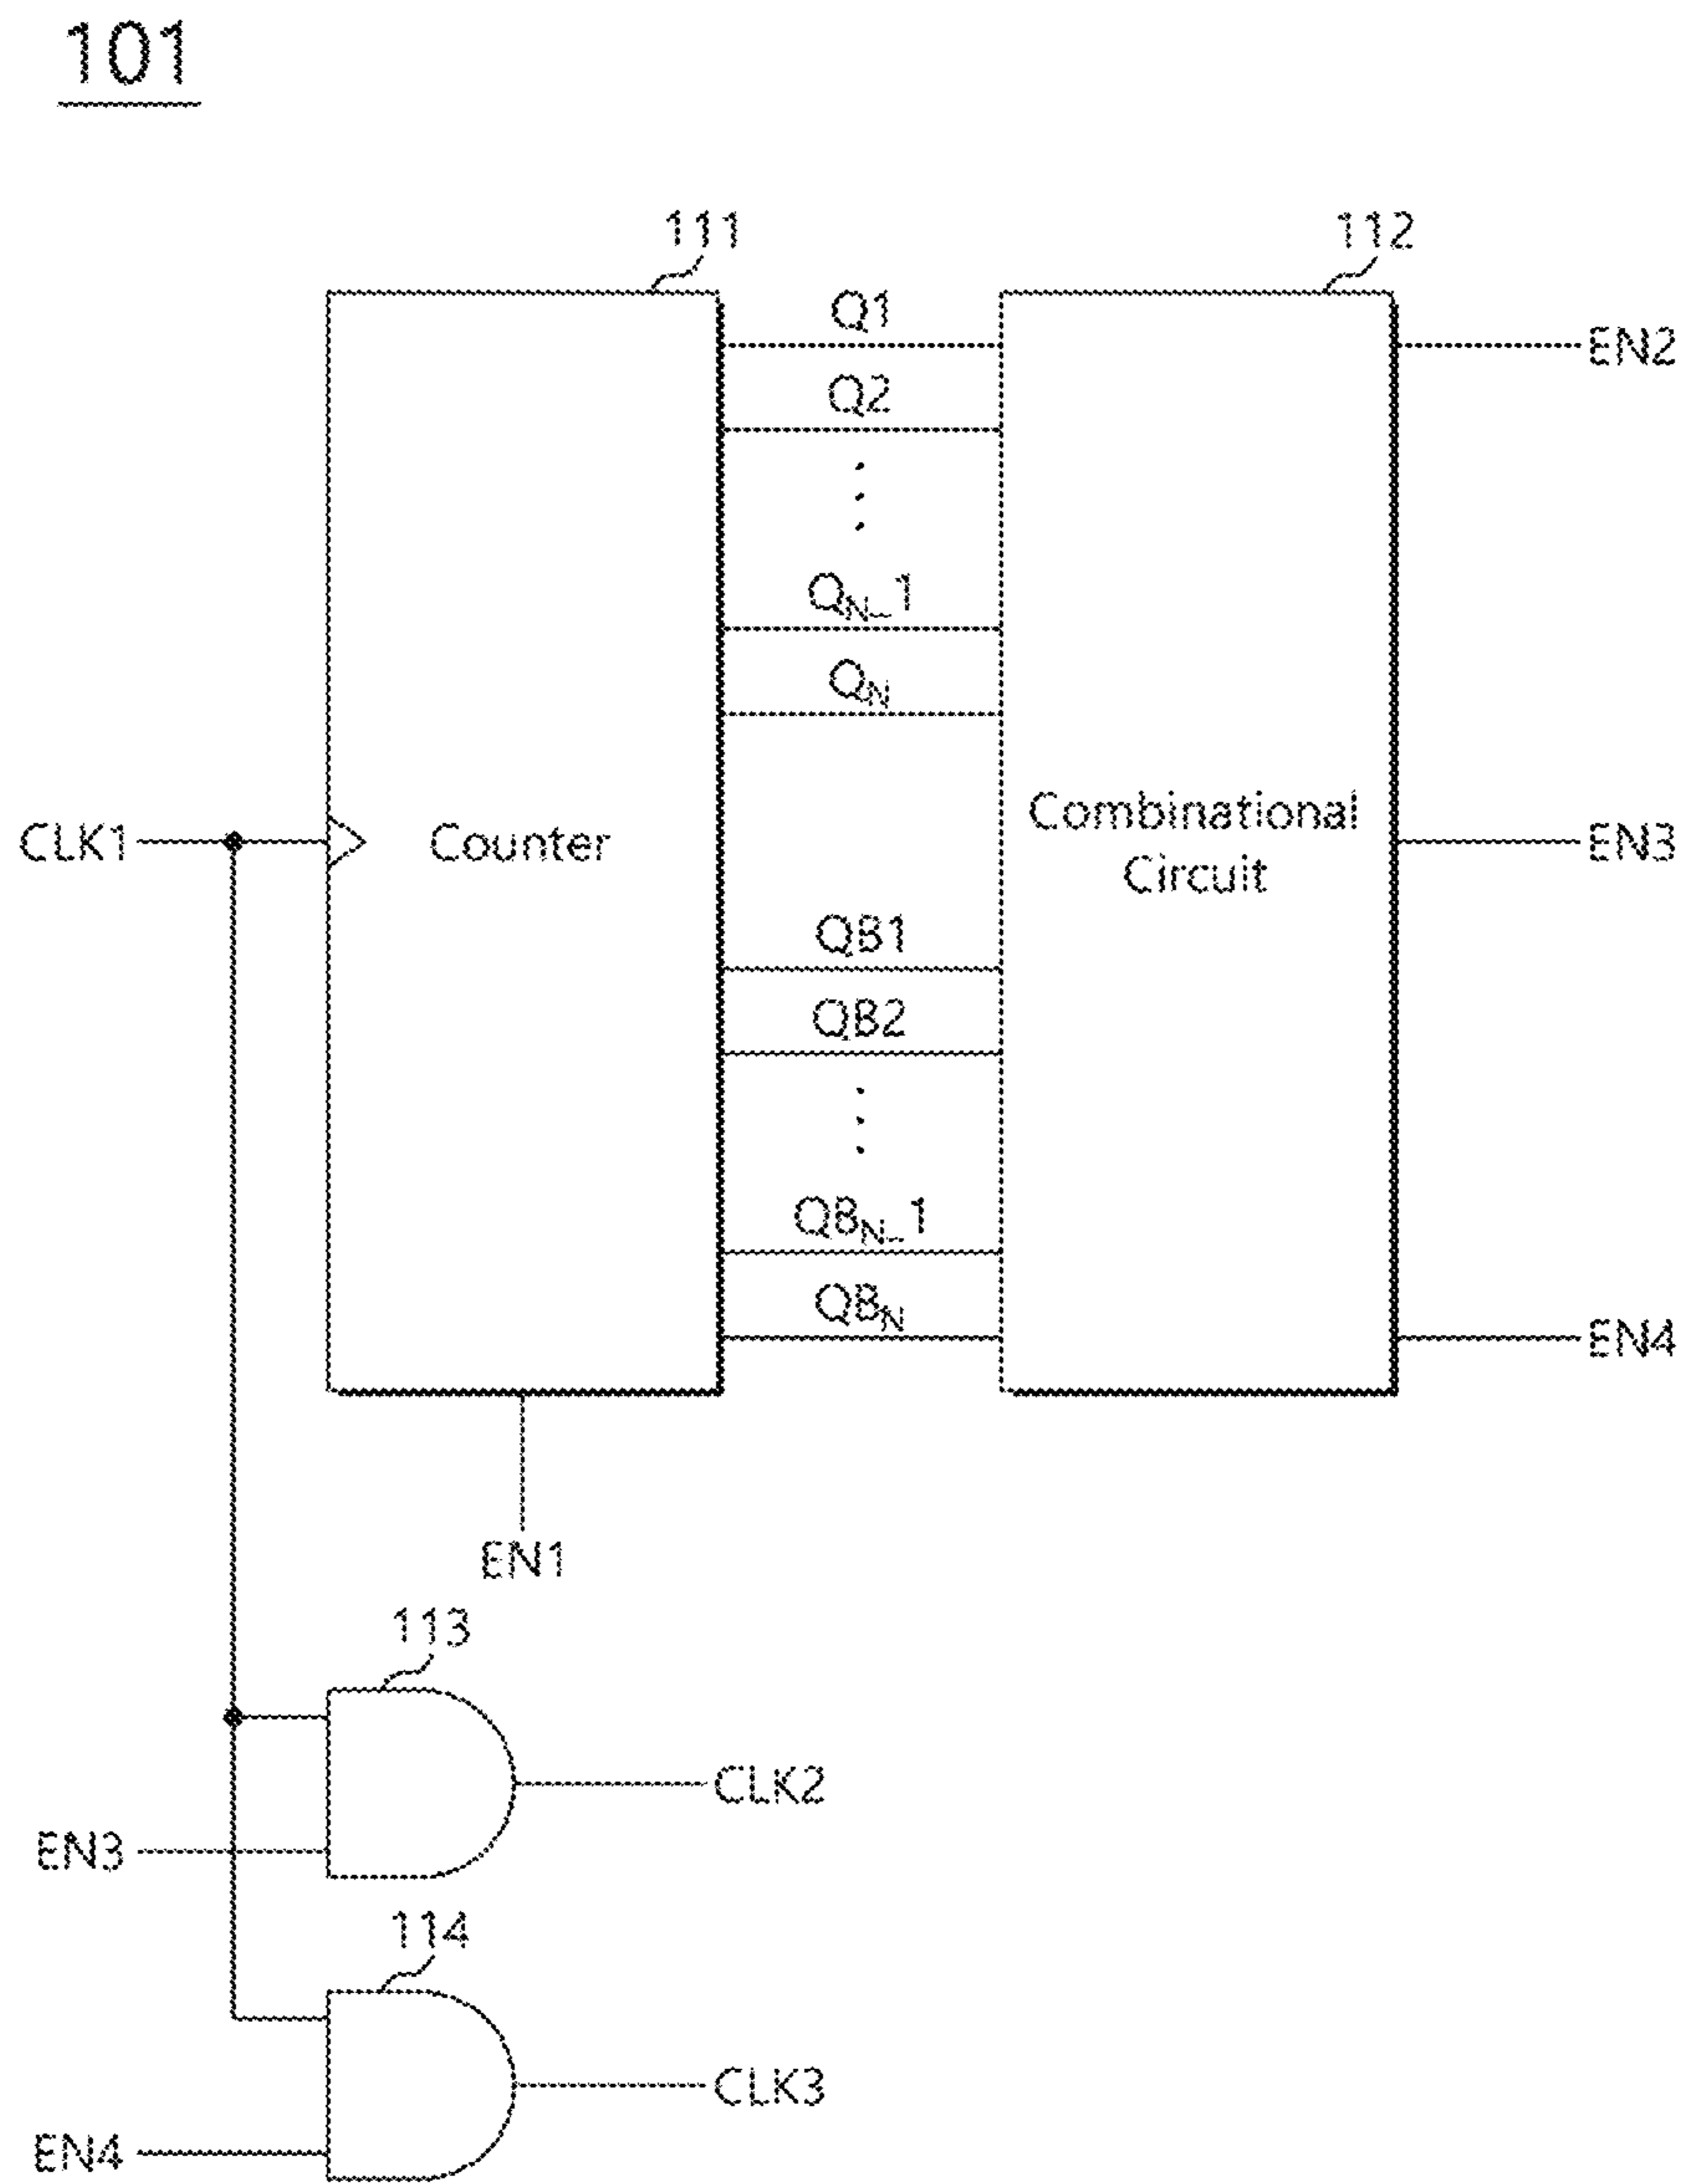 101
111
112
Q1
EN2
Q2
QN-1
QN
CLK1
Counter
Combinational
Circuit
EN3
QB1
QB2
QBN-1
QBN
EN4
EN1
113
CLK2
EN3
114
CLK3
EN4